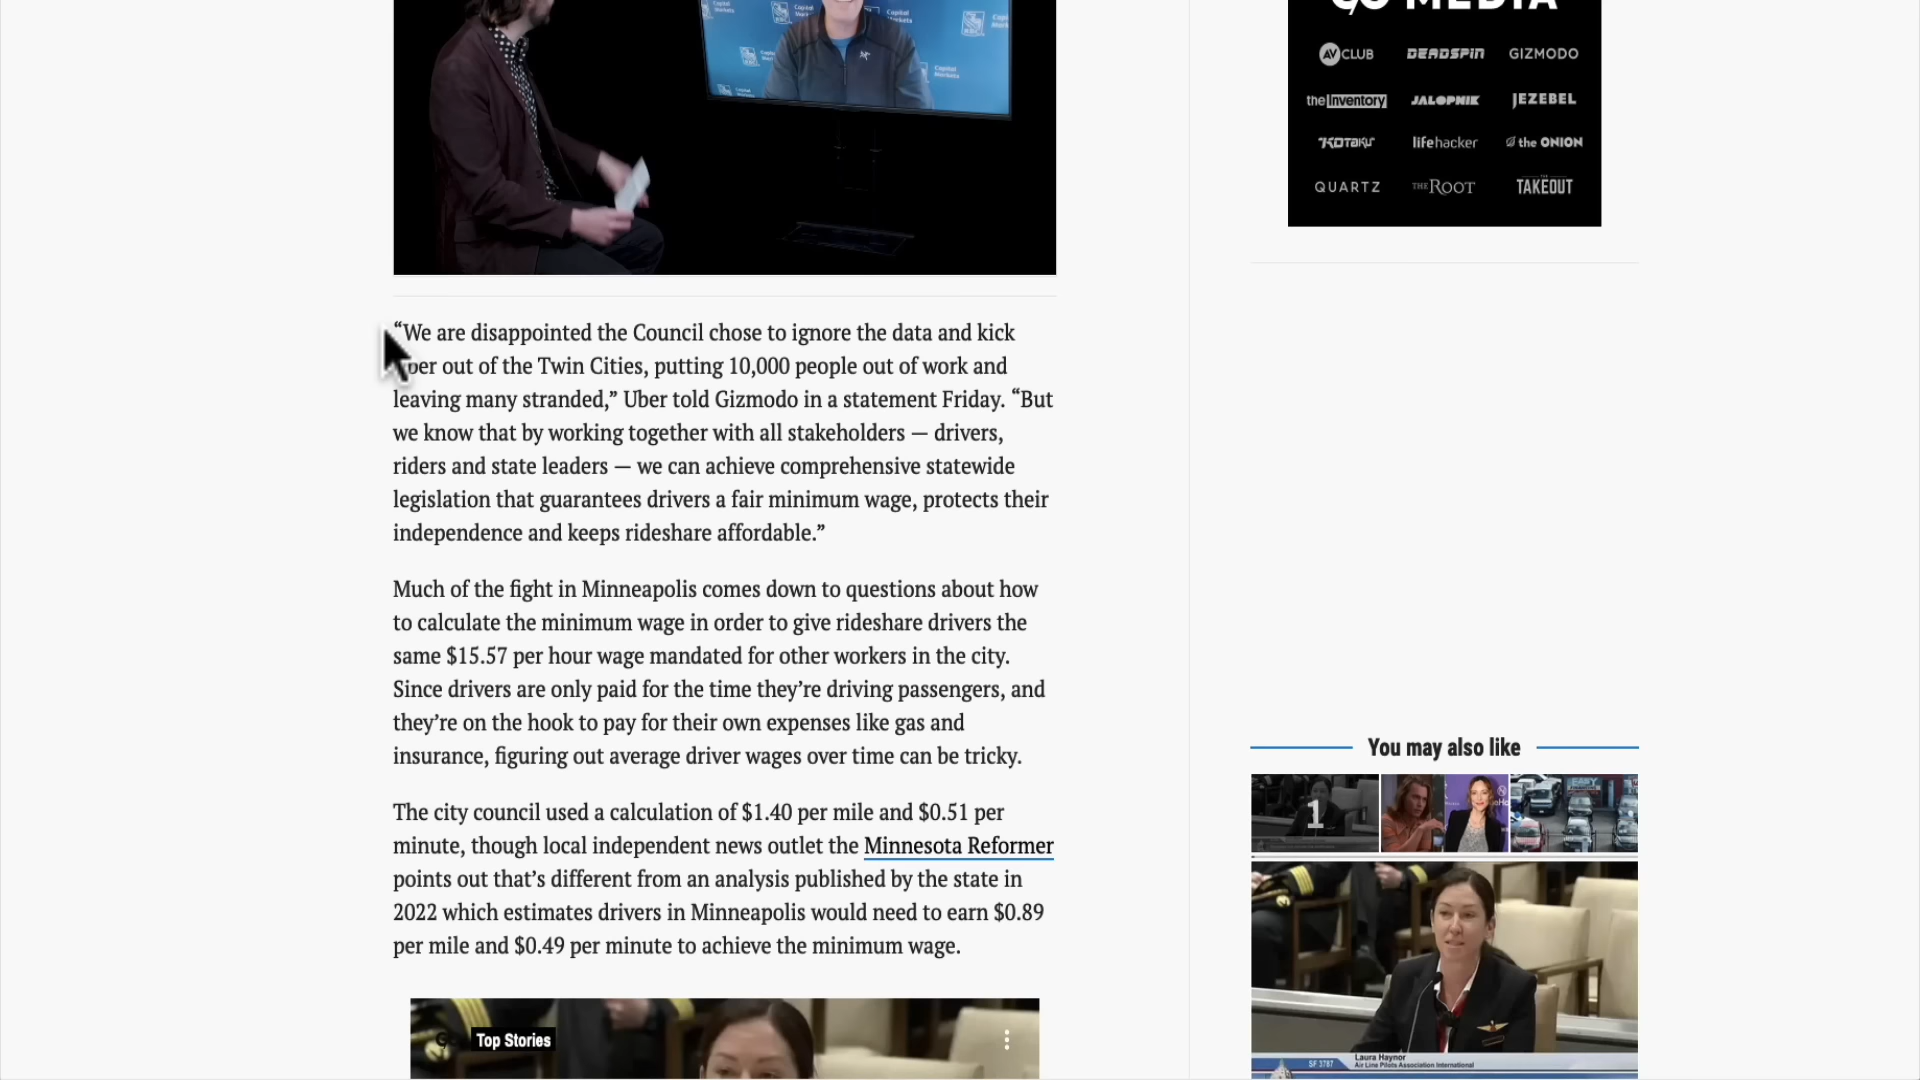 MEDIA
AV CLUB DEADSPIN GIZMODO
the Inventory JALOPNIK JEZEBEL
KOTAKU lifehacker the ONION
QUARTZ THE ROOT THE TAKEOUT
Capital Markets
“We are disappointed the Council chose to ignore the data and kick
out of the Twin Cities, putting 10,000 people out of work and
leaving many stranded,” Uber told Gizmodo in a statement Friday. “But
we know that by working together with all stakeholders — drivers,
riders and state leaders — we can achieve comprehensive statewide
legislation that guarantees drivers a fair minimum wage, protects their
independence and keeps rideshare affordable.”
Much of the fight in Minneapolis comes down to questions about how
to calculate the minimum wage in order to give rideshare drivers the
same $15.57 per hour wage mandated for other workers in the city.
Since drivers are only paid for the time they’re driving passengers, and
they’re on the hook to pay for their own expenses like gas and
insurance, figuring out average driver wages over time can be tricky.
The city council used a calculation of $1.40 per mile and $0.51 per
minute, though local independent news outlet the Minnesota Reformer
points out that’s different from an analysis published by the state in
2022 which estimates drivers in Minneapolis would need to earn $0.89
per mile and $0.49 per minute to achieve the minimum wage.
Top Stories
You may also like
1
SF 3787 Laura Haynor
Air Line Pilots Association International